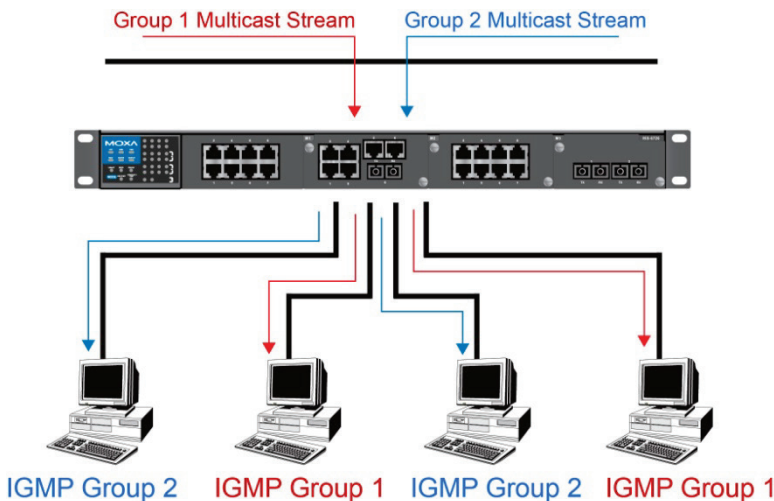 Group 1 Multicast Stream
Group 2 Multicast Stream
MOXA
IGMP Group 2
IGMP Group 1
IGMP Group 2
IGMP Group 1